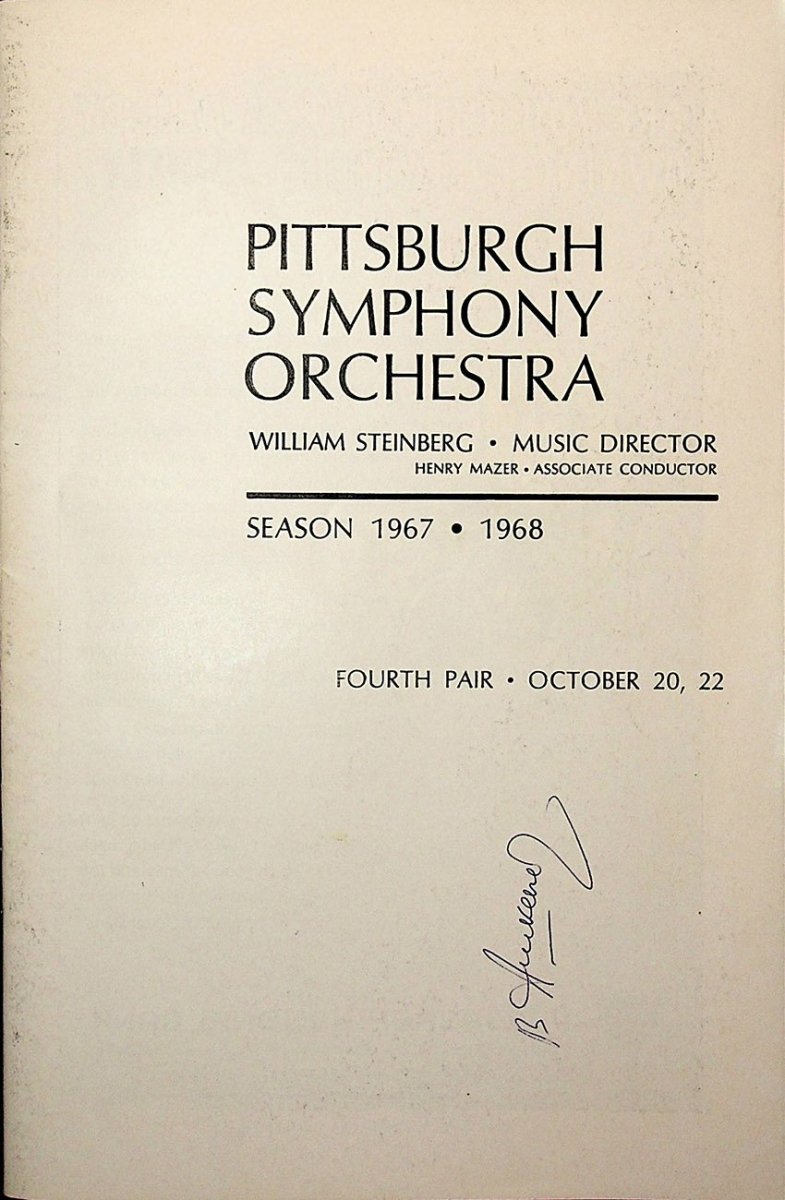 PITTSBURGH
SYMPHONY
ORCHESTRA
WILLIAM STEINBERG • MUSIC DIRECTOR
HENRY MAZER • ASSOCIATE CONDUCTOR
SEASON 1967 • 1968
FOURTH PAIR • OCTOBER 20, 22